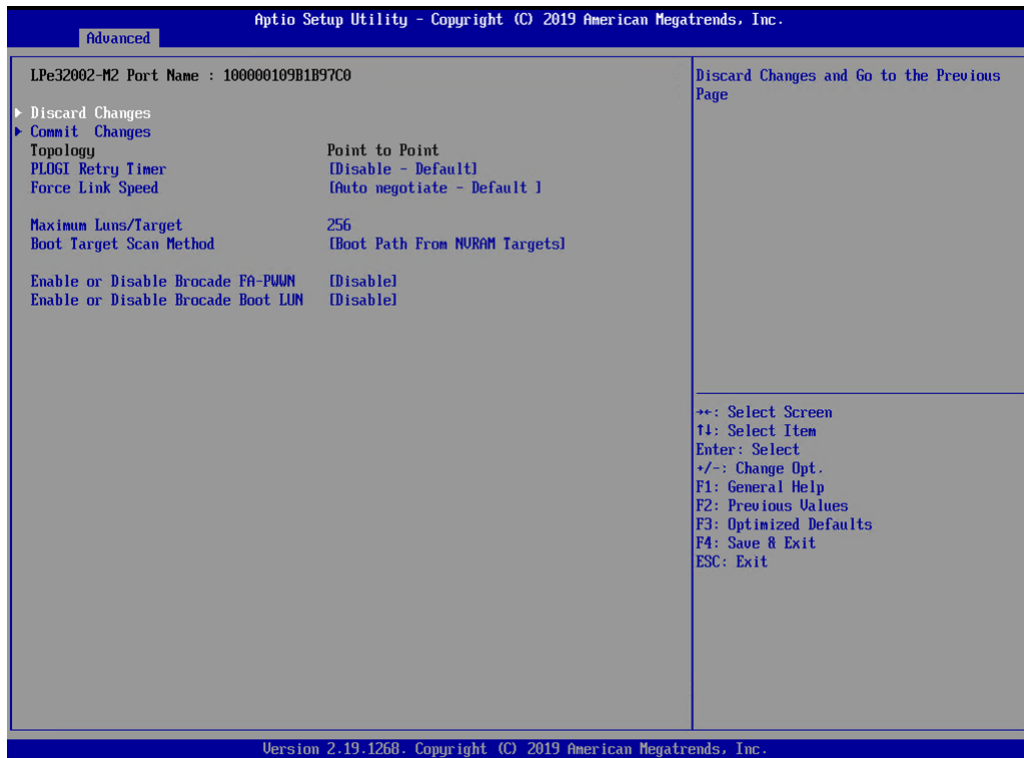 Aptio Setup Utility - Copyright (C) 2019 American Megatrends, Inc.
Advanced
LPe32002-M2 Port Name : 100000109B1B97C0
Discard Changes
Commit Changes
Topology Point to Point
PLOGI Retry Timer [Disable - Default]
Force Link Speed [Auto negotiate - Default ]
Maximum Luns/Target 256
Boot Target Scan Method [Boot Path From NVRAM Targets]
Enable or Disable Brocade FA-PWWN [Disable]
Enable or Disable Brocade Boot LUN [Disable]
Discard Changes and Go to the Previous
Page
→←: Select Screen
↑↓: Select Item
Enter: Select
+/-: Change Opt.
F1: General Help
F2: Previous Values
F3: Optimized Defaults
F4: Save & Exit
ESC: Exit
Version 2.19.1268. Copyright (C) 2019 American Megatrends, Inc.